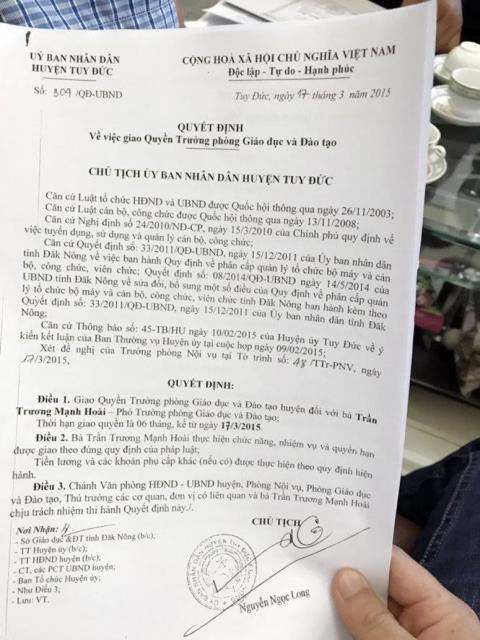 UỶ BAN NHÂN DÂN
HUYỆN TUY ĐỨC
CỘNG HOÀ XÃ HỘI CHỦ NGHĨA VIỆT NAM
Độc lập - Tự do - Hạnh phúc
Số: 309 /QĐ-UBND
Tuy Đức, ngày 17 tháng 3 năm 2015
QUYẾT ĐỊNH
Về việc giao Quyền Trưởng phòng Giáo dục và Đào tạo
CHỦ TỊCH ỦY BAN NHÂN DÂN HUYỆN TUY ĐỨC
Căn cứ Luật tổ chức HĐND và UBND được Quốc hội thông qua ngày 26/11/2003;
Căn cứ Luật cán bộ, công chức được Quốc hội thông qua ngày 13/11/2008;
Căn cứ Nghị định số 24/2010/NĐ-CP, ngày 15/3/2010 của Chính phủ quy định về
việc tuyển dụng, sử dụng và quản lý cán bộ, công chức;
Căn cứ Quyết định số: 33/2011/QĐ-UBND, ngày 15/12/2011 của Ủy ban nhân dân
tỉnh Đăk Nông về việc ban hành Quy định về phân cấp quản lý tổ chức bộ máy và cán
bộ, công chức, viên chức; Quyết định số: 08/2014/QĐ-UBND ngày 14/5/2014 của
UBND tỉnh Đăk Nông về sửa đổi, bổ sung một số điều của Quy định về phân cấp quản
lý tổ chức bộ máy và cán bộ, công chức, viên chức tỉnh Đăk Nông ban hành kèm theo
Quyết định số: 33/2011/QĐ-UBND, ngày 15/12/2011 của Ủy ban nhân dân tỉnh Đăk
Nông;
Căn cứ Thông báo số: 45-TB/HU ngày 10/02/2015 của Huyện ủy Tuy Đức về ý
kiến kết luận của Ban Thường vụ Huyện ủy tại cuộc họp ngày 09/02/2015;
Xét đề nghị của Trưởng phòng Nội vụ tại Tờ trình số: 48 /TTr-PNV, ngày
17/3/2015,
QUYẾT ĐỊNH:
Điều 1. Giao Quyền Trưởng phòng Giáo dục và Đào tạo huyện đối với bà Trần
Trương Mạnh Hoài – Phó Trưởng phòng Giáo dục và Đào tạo;
Thời hạn giao quyền là 06 tháng, kể từ ngày 17/3/2015.
Điều 2. Bà Trần Trương Mạnh Hoài thực hiện chức năng, nhiệm vụ và quyền hạn
được giao theo đúng quy định của pháp luật;
Tiền lương và các khoản phụ cấp khác (nếu có) được thực hiện theo quy định hiện
hành.
Điều 3. Chánh Văn phòng HĐND - UBND huyện, Phòng Nội vụ, Phòng Giáo dục
và Đào tạo, Thủ trưởng các cơ quan, đơn vị có liên quan và bà Trần Trương Mạnh Hoài
chịu trách nhiệm thi hành Quyết định này./.
Nơi Nhận:
- Sở Giáo dục &ĐT tỉnh Đăk Nông (b/c);
- TT Huyện ủy (b/c);
- TT HĐND huyện (b/c);
- CT, các PCT UBND huyện;
- Ban Tổ chức Huyện ủy;
- Như Điều 3;
- Lưu: VT.
CHỦ TỊCH
Nguyễn Ngọc Long